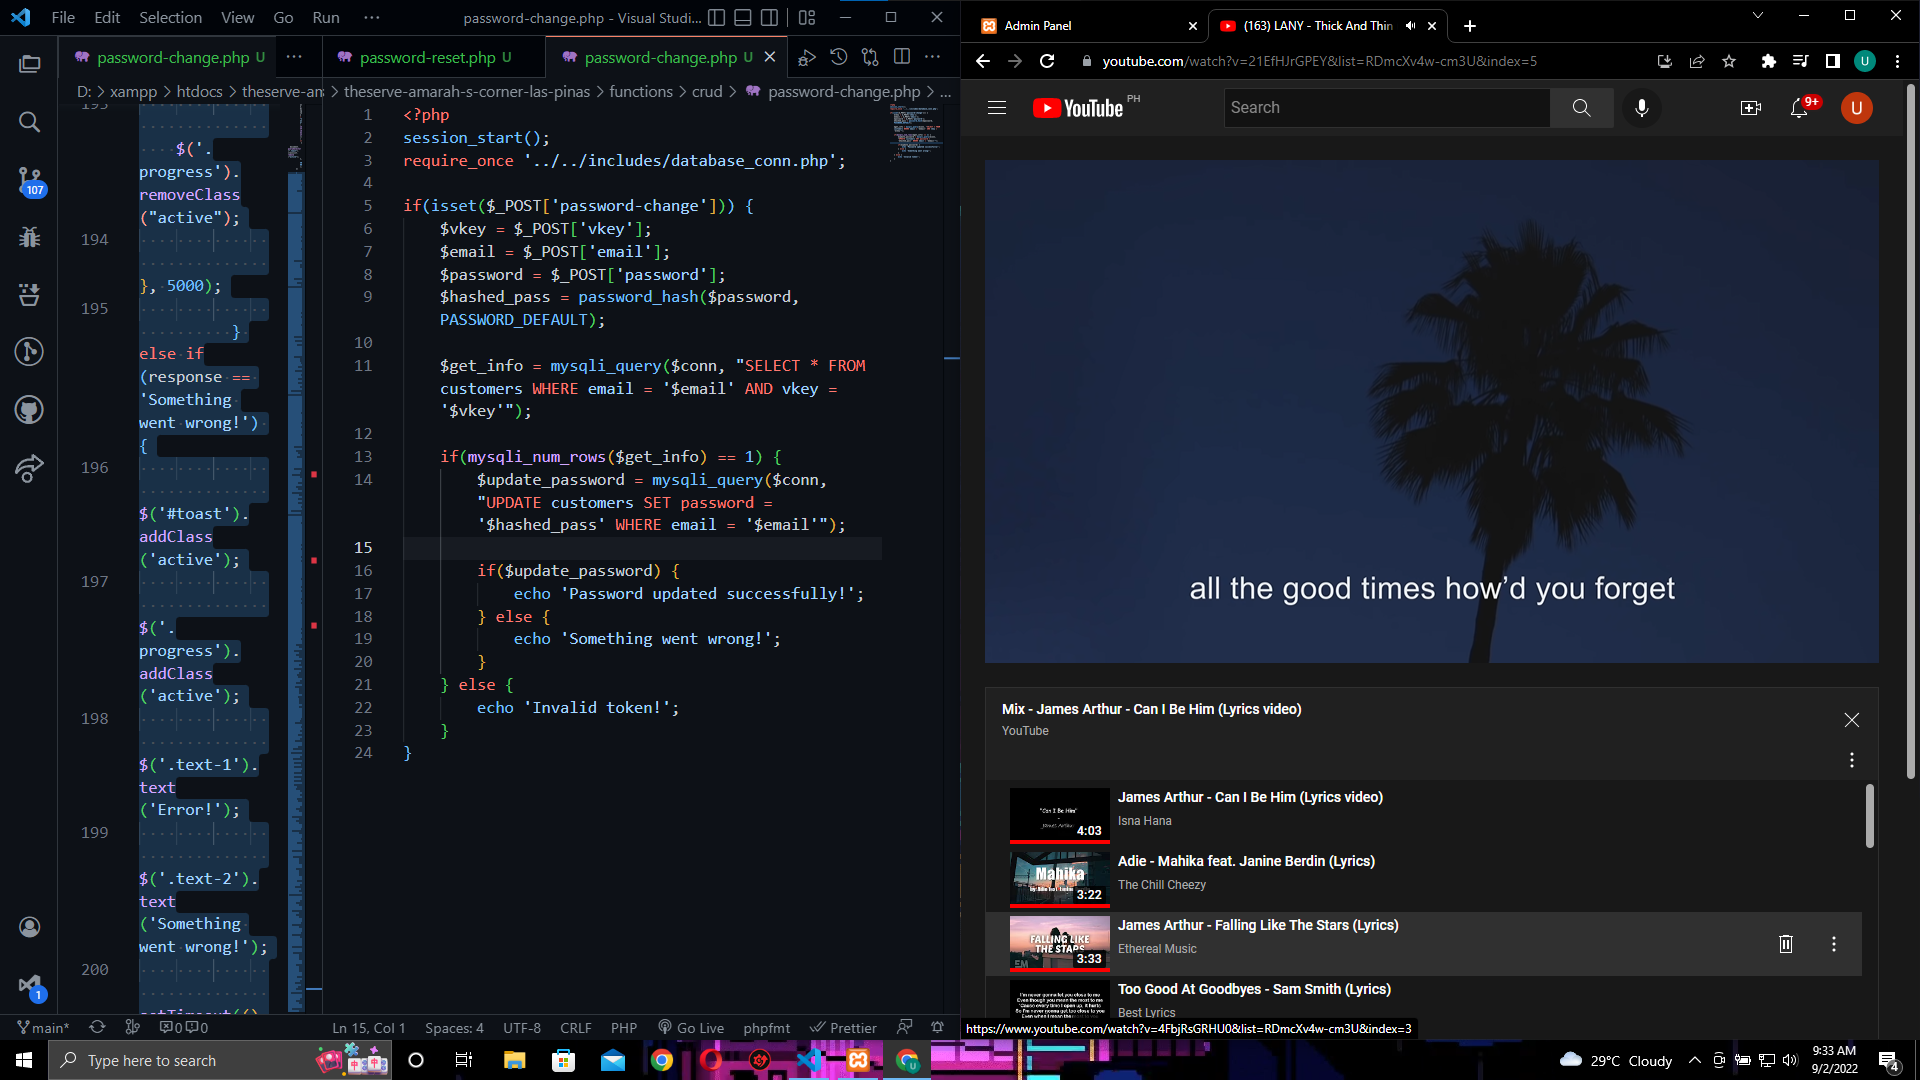 File Edit Selection View Go Run ··· password-change.php - Visual Studi...
password-change.php U ···
password-reset.php U
password-change.php U
D: > xampp > htdocs > theserve-am
theserve-amarah-s-corner-las-pinas > functions > crud > password-change.php > ...
193
$('.
progress').
removeClass
("active");
194
}, 5000);
195
}
else if
(response ==
'Something
went wrong!')
{
196
$('#toast').
addClass
('active');
197
$('.
progress').
addClass
('active');
198
$('.text-1').
text
('Error!');
199
$('.text-2').
text
('Something
went wrong!');
200
setTimeout(()
1 <?php
2 session_start();
3 require_once '../../includes/database_conn.php';
4
5 if(isset($_POST['password-change'])) {
6 $vkey = $_POST['vkey'];
7 $email = $_POST['email'];
8 $password = $_POST['password'];
9 $hashed_pass = password_hash($password,
PASSWORD_DEFAULT);
10
11 $get_info = mysqli_query($conn, "SELECT * FROM
customers WHERE email = '$email' AND vkey =
'$vkey'");
12
13 if(mysqli_num_rows($get_info) == 1) {
14 $update_password = mysqli_query($conn,
"UPDATE customers SET password =
'$hashed_pass' WHERE email = '$email'");
15
16 if($update_password) {
17 echo 'Password updated successfully!';
18 } else {
19 echo 'Something went wrong!';
20 }
21 } else {
22 echo 'Invalid token!';
23 }
24 }
107
1
main* 0 0 Ln 15, Col 1 Spaces: 4 UTF-8 CRLF PHP Go Live phpfmt Prettier
Admin Panel
(163) LANY - Thick And Thin
youtube.com/watch?v=21EfHJrGPEY&list=RDmcXv4w-cm3U&index=5
U
YouTube PH
Search
9+
U
all the good times how'd you forget
Mix - James Arthur - Can I Be Him (Lyrics video)
YouTube
"Can I Be Him"
James Arthur
4:03
James Arthur - Can I Be Him (Lyrics video)
Isna Hana
Mahika
3:22
Adie - Mahika feat. Janine Berdin (Lyrics)
The Chill Cheezy
FALLING LIKE
THE STARS
EM
3:33
James Arthur - Falling Like The Stars (Lyrics)
Ethereal Music
Too Good At Goodbyes - Sam Smith (Lyrics)
Best Lyrics
https://www.youtube.com/watch?v=4FbjRsGRHU0&list=RDmcXv4w-cm3U&index=3
Type here to search
29°C Cloudy
9:33 AM
9/2/2022
4